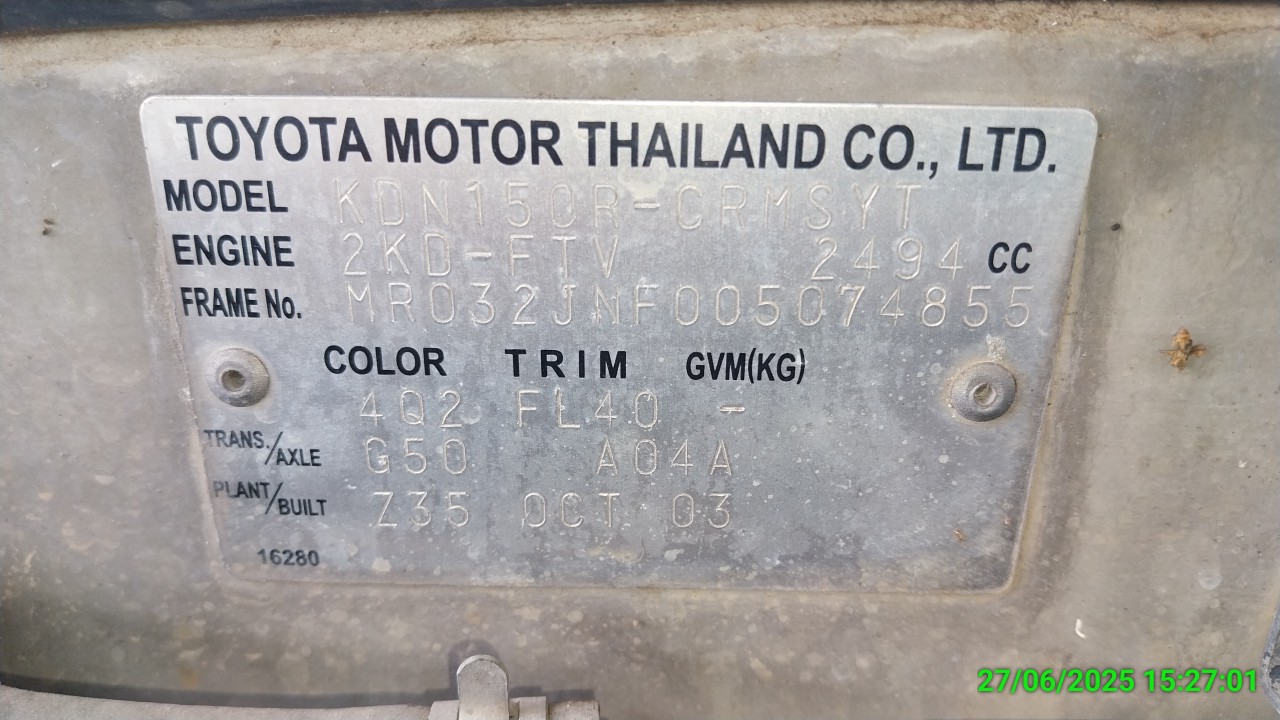 TOYOTA MOTOR THAILAND CO., LTD.
MODEL KDN150R-CRMSYT
ENGINE 2KD-FTV 2494 CC
FRAME No. MR032JNF005074855
COLOR TRIM GVM(KG)
4Q2 FL40 -
TRANS./AXLE G50 A04A
PLANT/BUILT Z35 OCT 03
16280
27/06/2025 15:27:01